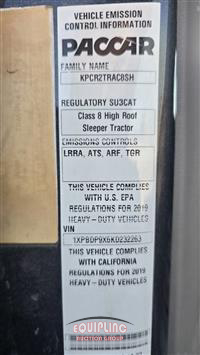 VEHICLE EMISSION
CONTROL INFORMATION
PACCAR
FAMILY NAME
KPCR2TRAC8SH
REGULATORY SU3CAT
Class 8 High Roof
Sleeper Tractor
EMISSIONS CONTROLS
LRRA, ATS, ARF, TGR
THIS VEHICLE COMPLIES
WITH U.S. EPA
REGULATIONS FOR 2019
HEAVY-DUTY VEHICLES
VIN
1XPBDP9X6KD232263
THIS VEHICLE COMPLIES
WITH CALIFORNIA
REGULATIONS FOR 2019
HEAVY-DUTY VEHICLES
EQUIPLINC